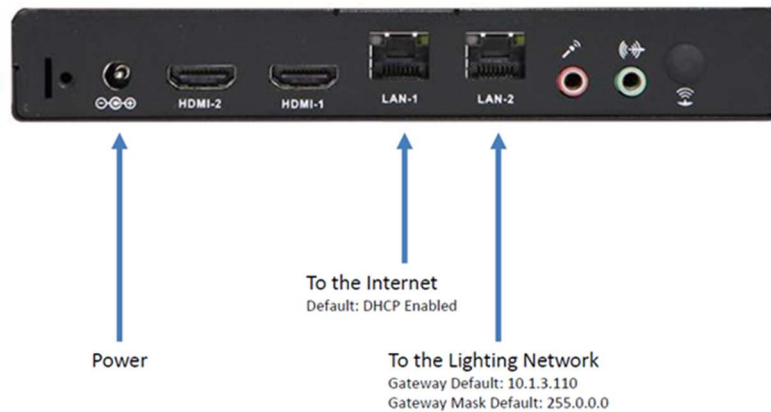 HDMI-2
HDMI-1
LAN-1
LAN-2
To the Internet
Default: DHCP Enabled
Power
To the Lighting Network
Gateway Default: 10.1.3.110
Gateway Mask Default: 255.0.0.0